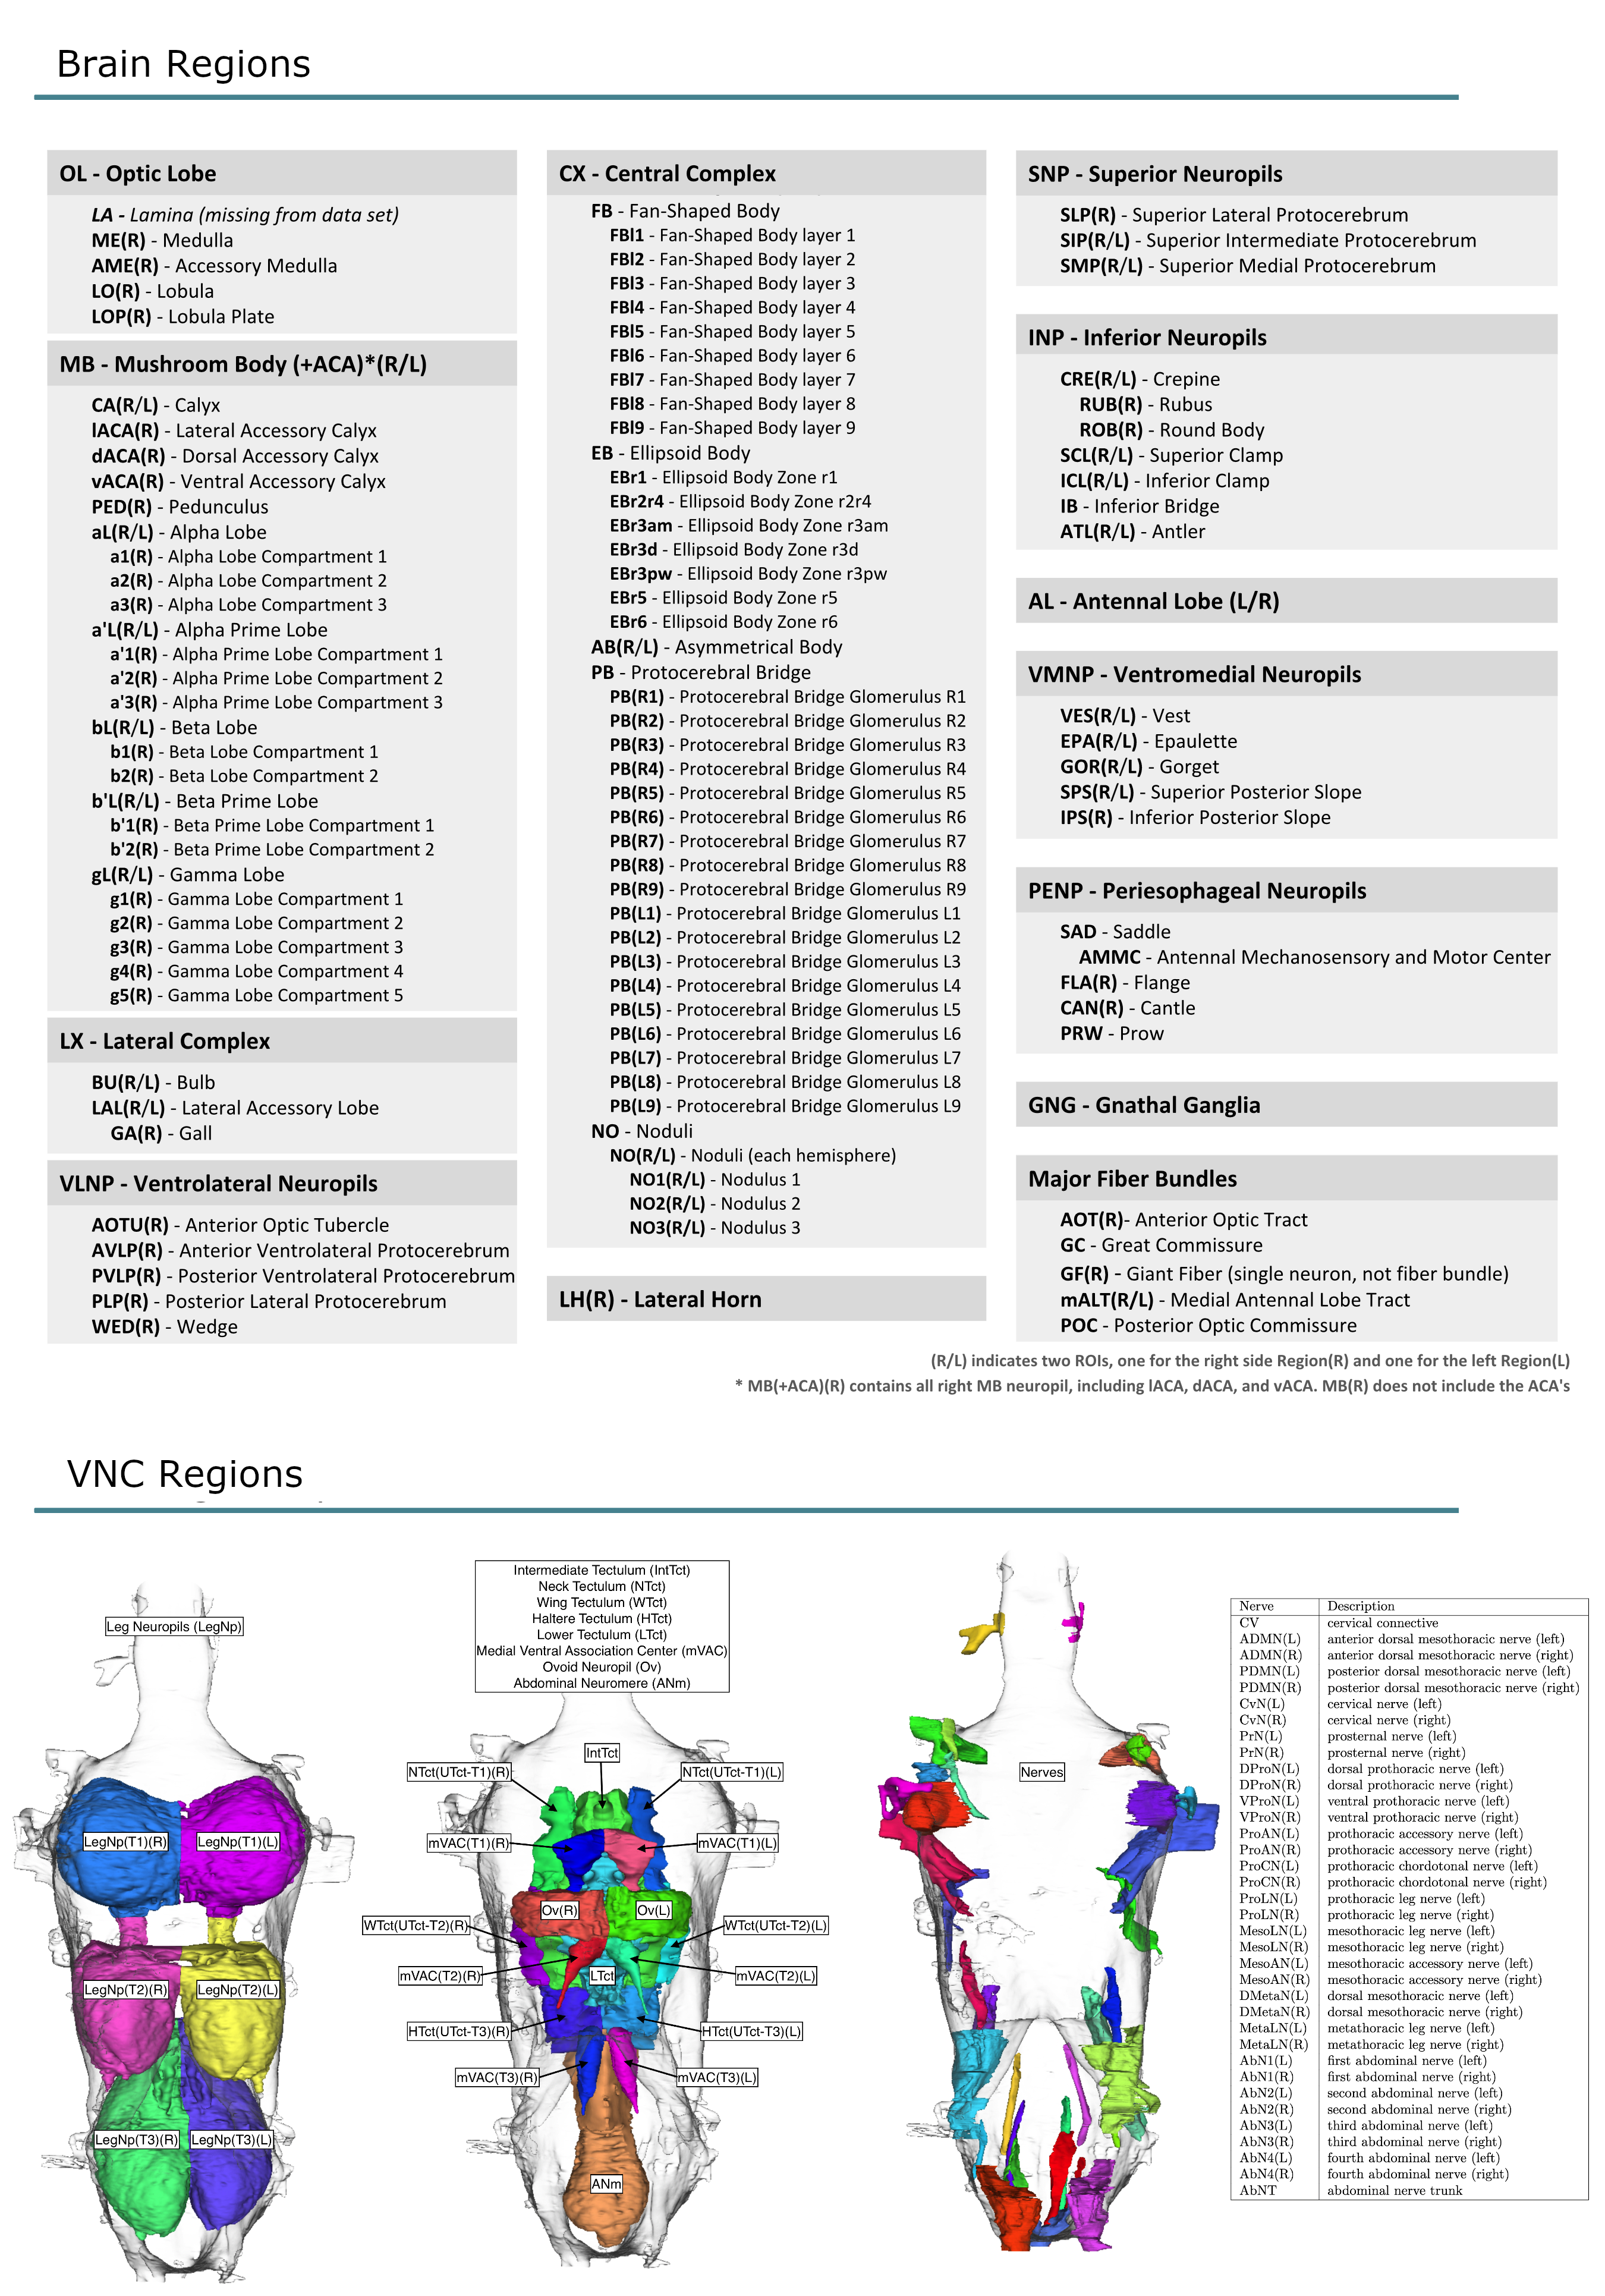 Brain Regions
OL - Optic Lobe
LA - Lamina (missing from data set)
ME(R) - Medulla
AME(R) - Accessory Medulla
LO(R) - Lobula
LOP(R) - Lobula Plate
MB - Mushroom Body (+ACA)*(R/L)
CA(R/L) - Calyx
lACA(R) - Lateral Accessory Calyx
dACA(R) - Dorsal Accessory Calyx
vACA(R) - Ventral Accessory Calyx
PED(R) - Pedunculus
aL(R/L) - Alpha Lobe
a1(R) - Alpha Lobe Compartment 1
a2(R) - Alpha Lobe Compartment 2
a3(R) - Alpha Lobe Compartment 3
a'L(R/L) - Alpha Prime Lobe
a'1(R) - Alpha Prime Lobe Compartment 1
a'2(R) - Alpha Prime Lobe Compartment 2
a'3(R) - Alpha Prime Lobe Compartment 3
bL(R/L) - Beta Lobe
b1(R) - Beta Lobe Compartment 1
b2(R) - Beta Lobe Compartment 2
b'L(R/L) - Beta Prime Lobe
b'1(R) - Beta Prime Lobe Compartment 1
b'2(R) - Beta Prime Lobe Compartment 2
gL(R/L) - Gamma Lobe
g1(R) - Gamma Lobe Compartment 1
g2(R) - Gamma Lobe Compartment 2
g3(R) - Gamma Lobe Compartment 3
g4(R) - Gamma Lobe Compartment 4
g5(R) - Gamma Lobe Compartment 5
LX - Lateral Complex
BU(R/L) - Bulb
LAL(R/L) - Lateral Accessory Lobe
GA(R) - Gall
VLNP - Ventrolateral Neuropils
AOTU(R) - Anterior Optic Tubercle
AVLP(R) - Anterior Ventrolateral Protocerebrum
PVLP(R) - Posterior Ventrolateral Protocerebrum
PLP(R) - Posterior Lateral Protocerebrum
WED(R) - Wedge
CX - Central Complex
FB - Fan-Shaped Body
FBl1 - Fan-Shaped Body layer 1
FBl2 - Fan-Shaped Body layer 2
FBl3 - Fan-Shaped Body layer 3
FBl4 - Fan-Shaped Body layer 4
FBl5 - Fan-Shaped Body layer 5
FBl6 - Fan-Shaped Body layer 6
FBl7 - Fan-Shaped Body layer 7
FBl8 - Fan-Shaped Body layer 8
FBl9 - Fan-Shaped Body layer 9
EB - Ellipsoid Body
EBr1 - Ellipsoid Body Zone r1
EBr2r4 - Ellipsoid Body Zone r2r4
EBr3am - Ellipsoid Body Zone r3am
EBr3d - Ellipsoid Body Zone r3d
EBr3pw - Ellipsoid Body Zone r3pw
EBr5 - Ellipsoid Body Zone r5
EBr6 - Ellipsoid Body Zone r6
AB(R/L) - Asymmetrical Body
PB - Protocerebral Bridge
PB(R1) - Protocerebral Bridge Glomerulus R1
PB(R2) - Protocerebral Bridge Glomerulus R2
PB(R3) - Protocerebral Bridge Glomerulus R3
PB(R4) - Protocerebral Bridge Glomerulus R4
PB(R5) - Protocerebral Bridge Glomerulus R5
PB(R6) - Protocerebral Bridge Glomerulus R6
PB(R7) - Protocerebral Bridge Glomerulus R7
PB(R8) - Protocerebral Bridge Glomerulus R8
PB(R9) - Protocerebral Bridge Glomerulus R9
PB(L1) - Protocerebral Bridge Glomerulus L1
PB(L2) - Protocerebral Bridge Glomerulus L2
PB(L3) - Protocerebral Bridge Glomerulus L3
PB(L4) - Protocerebral Bridge Glomerulus L4
PB(L5) - Protocerebral Bridge Glomerulus L5
PB(L6) - Protocerebral Bridge Glomerulus L6
PB(L7) - Protocerebral Bridge Glomerulus L7
PB(L8) - Protocerebral Bridge Glomerulus L8
PB(L9) - Protocerebral Bridge Glomerulus L9
NO - Noduli
NO(R/L) - Noduli (each hemisphere)
NO1(R/L) - Nodulus 1
NO2(R/L) - Nodulus 2
NO3(R/L) - Nodulus 3
LH(R) - Lateral Horn
SNP - Superior Neuropils
SLP(R) - Superior Lateral Protocerebrum
SIP(R/L) - Superior Intermediate Protocerebrum
SMP(R/L) - Superior Medial Protocerebrum
INP - Inferior Neuropils
CRE(R/L) - Crepine
RUB(R) - Rubus
ROB(R) - Round Body
SCL(R/L) - Superior Clamp
ICL(R/L) - Inferior Clamp
IB - Inferior Bridge
ATL(R/L) - Antler
AL - Antennal Lobe (L/R)
VMNP - Ventromedial Neuropils
VES(R/L) - Vest
EPA(R/L) - Epaulette
GOR(R/L) - Gorget
SPS(R/L) - Superior Posterior Slope
IPS(R) - Inferior Posterior Slope
PENP - Periesophageal Neuropils
SAD - Saddle
AMMC - Antennal Mechanosensory and Motor Center
FLA(R) - Flange
CAN(R) - Cantle
PRW - Prow
GNG - Gnathal Ganglia
Major Fiber Bundles
AOT(R)- Anterior Optic Tract
GC - Great Commissure
GF(R) - Giant Fiber (single neuron, not fiber bundle)
mALT(R/L) - Medial Antennal Lobe Tract
POC - Posterior Optic Commissure
(R/L) indicates two ROIs, one for the right side Region(R) and one for the left Region(L)
* MB(+ACA)(R) contains all right MB neuropil, including lACA, dACA, and vACA. MB(R) does not include the ACA's
VNC Regions
Leg Neuropils (LegNp)
LegNp(T1)(R)
LegNp(T1)(L)
LegNp(T2)(R)
LegNp(T2)(L)
LegNp(T3)(R)
LegNp(T3)(L)
Intermediate Tectulum (IntTct)
Neck Tectulum (NTct)
Wing Tectulum (WTct)
Haltere Tectulum (HTct)
Lower Tectulum (LTct)
Medial Ventral Association Center (mVAC)
Ovoid Neuropil (Ov)
Abdominal Neuromere (ANm)
IntTct
NTct(UTct-T1)(R)
NTct(UTct-T1)(L)
mVAC(T1)(R)
mVAC(T1)(L)
Ov(R)
Ov(L)
WTct(UTct-T2)(R)
WTct(UTct-T2)(L)
mVAC(T2)(R)
LTct
mVAC(T2)(L)
HTct(UTct-T3)(R)
HTct(UTct-T3)(L)
mVAC(T3)(R)
mVAC(T3)(L)
ANm
Nerves
Nerve Description
CV cervical connective
ADMN(L) anterior dorsal mesothoracic nerve (left)
ADMN(R) anterior dorsal mesothoracic nerve (right)
PDMN(L) posterior dorsal mesothoracic nerve (left)
PDMN(R) posterior dorsal mesothoracic nerve (right)
CvN(L) cervical nerve (left)
CvN(R) cervical nerve (right)
PrN(L) prosternal nerve (left)
PrN(R) prosternal nerve (right)
DProN(L) dorsal prothoracic nerve (left)
DProN(R) dorsal prothoracic nerve (right)
VProN(L) ventral prothoracic nerve (left)
VProN(R) ventral prothoracic nerve (right)
ProAN(L) prothoracic accessory nerve (left)
ProAN(R) prothoracic accessory nerve (right)
ProCN(L) prothoracic chordotonal nerve (left)
ProCN(R) prothoracic chordotonal nerve (right)
ProLN(L) prothoracic leg nerve (left)
ProLN(R) prothoracic leg nerve (right)
MesoLN(L) mesothoracic leg nerve (left)
MesoLN(R) mesothoracic leg nerve (right)
MesoAN(L) mesothoracic accessory nerve (left)
MesoAN(R) mesothoracic accessory nerve (right)
DMetaN(L) dorsal mesothoracic nerve (left)
DMetaN(R) dorsal mesothoracic nerve (right)
MetaLN(L) metathoracic leg nerve (left)
MetaLN(R) metathoracic leg nerve (right)
AbN1(L) first abdominal nerve (left)
AbN1(R) first abdominal nerve (right)
AbN2(L) second abdominal nerve (left)
AbN2(R) second abdominal nerve (right)
AbN3(L) third abdominal nerve (left)
AbN3(R) third abdominal nerve (right)
AbN4(L) fourth abdominal nerve (left)
AbN4(R) fourth abdominal nerve (right)
AbNT abdominal nerve trunk